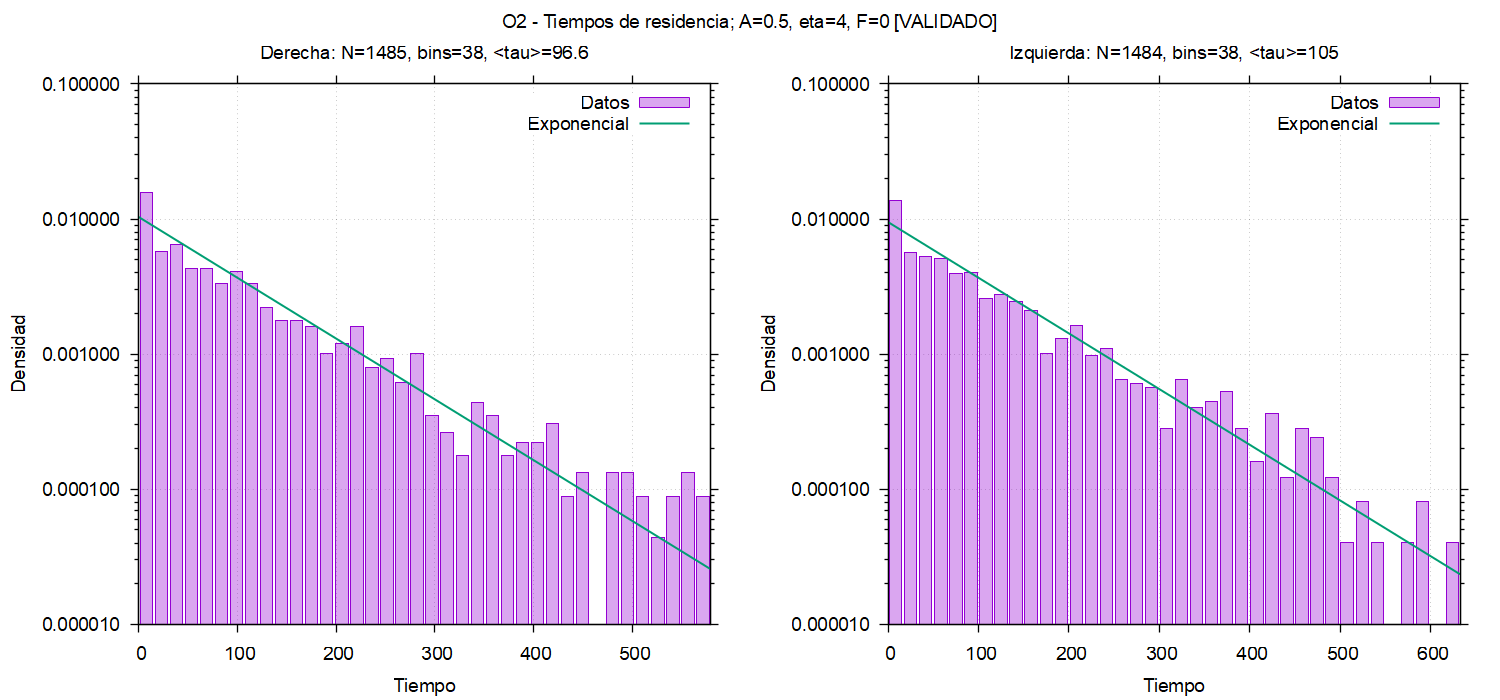 O2 - Tiempos de residencia; A=0.5, eta=4, F=0 [VALIDADO]
Derecha: N=1485, bins=38, <tau>=96.6
0.100000
0.010000
0.001000
0.000100
0.000010
Densidad
Datos
Exponencial
0 100 200 300 400 500
Tiempo
Izquierda: N=1484, bins=38, <tau>=105
0.100000
0.010000
0.001000
0.000100
0.000010
Densidad
Datos
Exponencial
0 100 200 300 400 500 600
Tiempo